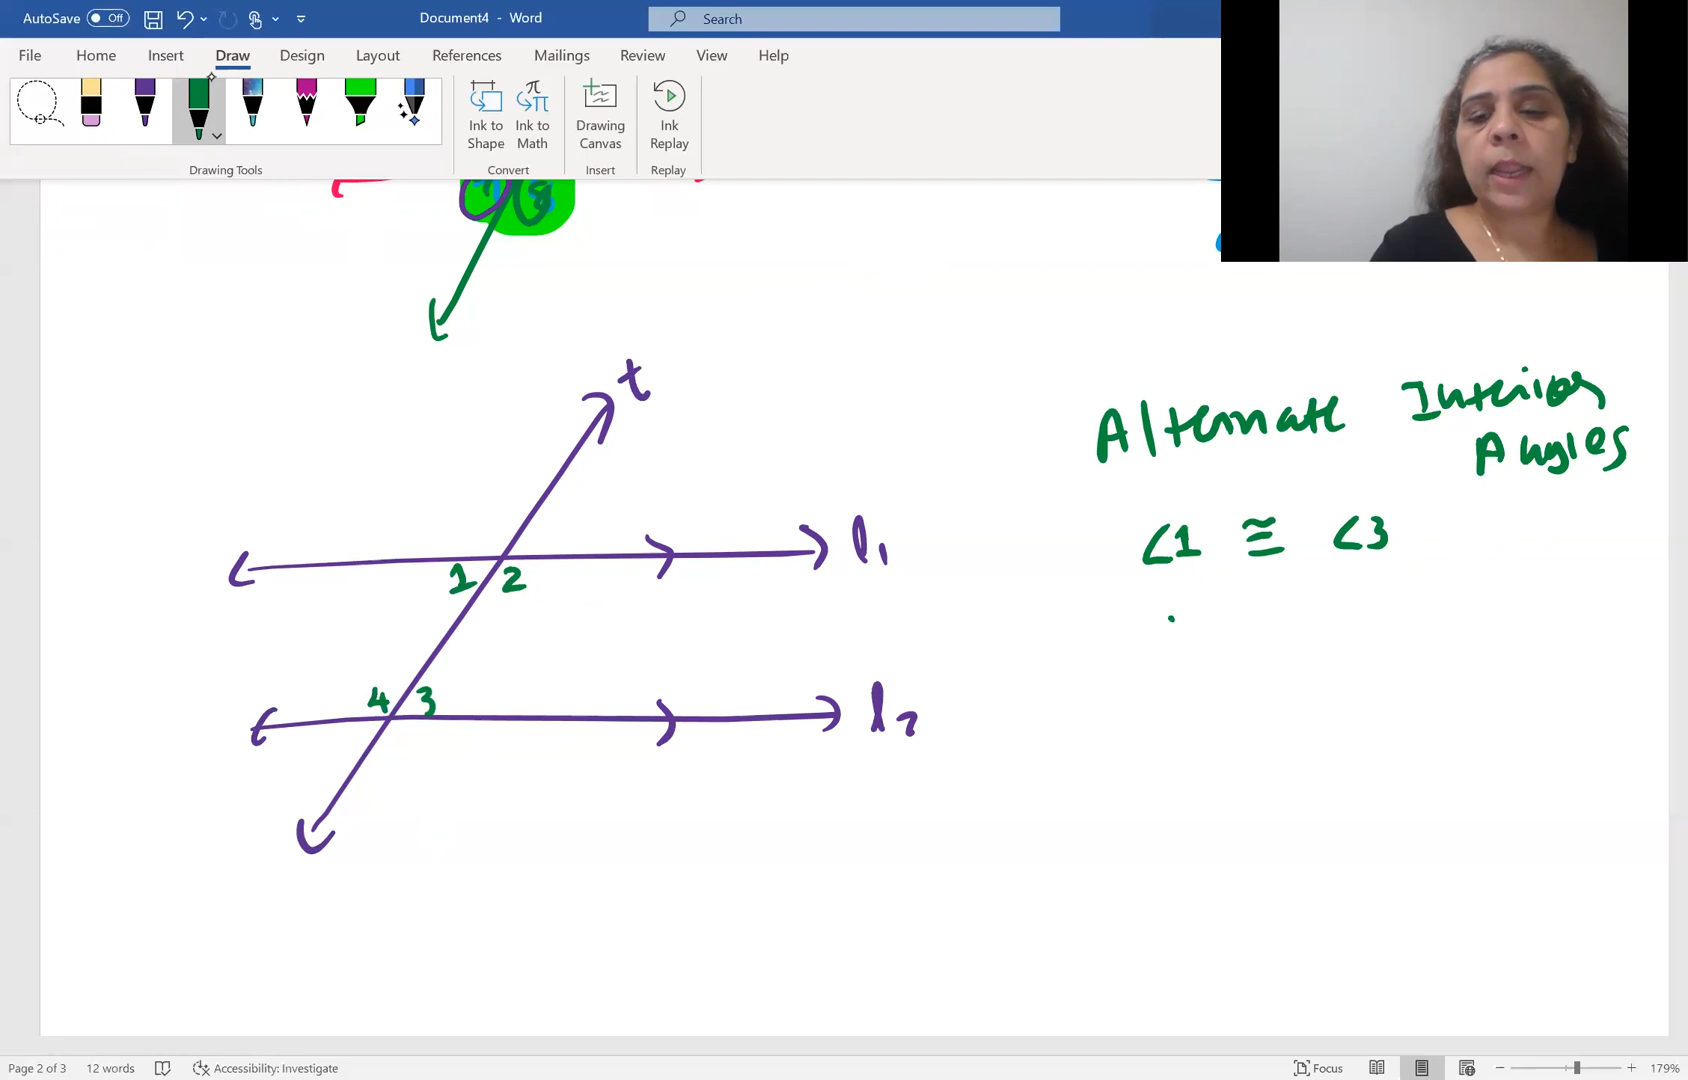 AutoSave Off Document4 - Word Search
File Home Insert Draw Design Layout References Mailings Review View Help
Ink to Shape
Ink to Math
Drawing Canvas
Ink Replay
Drawing Tools Convert Insert Replay
t
Alternate Interior
Angles
l₁
∠1 ≅ ∠3
1 2
4 3
l₂
Page 2 of 3 12 words Accessibility: Investigate Focus 179%